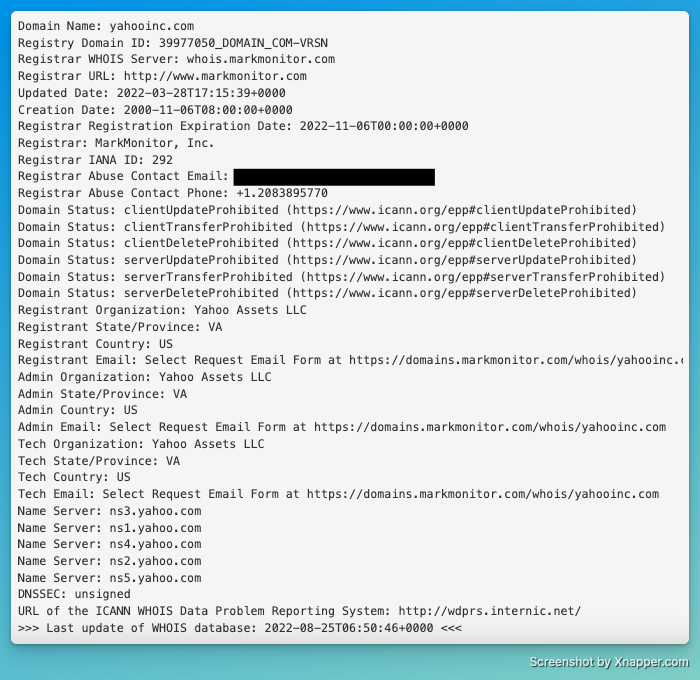 Domain Name: yahooinc.com
Registry Domain ID: 39977050_DOMAIN_COM-VRSN
Registrar WHOIS Server: whois.markmonitor.com
Registrar URL: http://www.markmonitor.com
Updated Date: 2022-03-28T17:15:39+0000
Creation Date: 2000-11-06T08:00:00+0000
Registrar Registration Expiration Date: 2022-11-06T00:00:00+0000
Registrar: MarkMonitor, Inc.
Registrar IANA ID: 292
Registrar Abuse Contact Email:
Registrar Abuse Contact Phone: +1.2083895770
Domain Status: clientUpdateProhibited (https://www.icann.org/epp#clientUpdateProhibited)
Domain Status: clientTransferProhibited (https://www.icann.org/epp#clientTransferProhibited)
Domain Status: clientDeleteProhibited (https://www.icann.org/epp#clientDeleteProhibited)
Domain Status: serverUpdateProhibited (https://www.icann.org/epp#serverUpdateProhibited)
Domain Status: serverTransferProhibited (https://www.icann.org/epp#serverTransferProhibited)
Domain Status: serverDeleteProhibited (https://www.icann.org/epp#serverDeleteProhibited)
Registrant Organization: Yahoo Assets LLC
Registrant State/Province: VA
Registrant Country: US
Registrant Email: Select Request Email Form at https://domains.markmonitor.com/whois/yahooinc.c
Admin Organization: Yahoo Assets LLC
Admin State/Province: VA
Admin Country: US
Admin Email: Select Request Email Form at https://domains.markmonitor.com/whois/yahooinc.com
Tech Organization: Yahoo Assets LLC
Tech State/Province: VA
Tech Country: US
Tech Email: Select Request Email Form at https://domains.markmonitor.com/whois/yahooinc.com
Name Server: ns3.yahoo.com
Name Server: ns1.yahoo.com
Name Server: ns4.yahoo.com
Name Server: ns2.yahoo.com
Name Server: ns5.yahoo.com
DNSSEC: unsigned
URL of the ICANN WHOIS Data Problem Reporting System: http://wdprs.internic.net/
>>> Last update of WHOIS database: 2022-08-25T06:50:46+0000 <<<
Screenshot by Xnapper.com